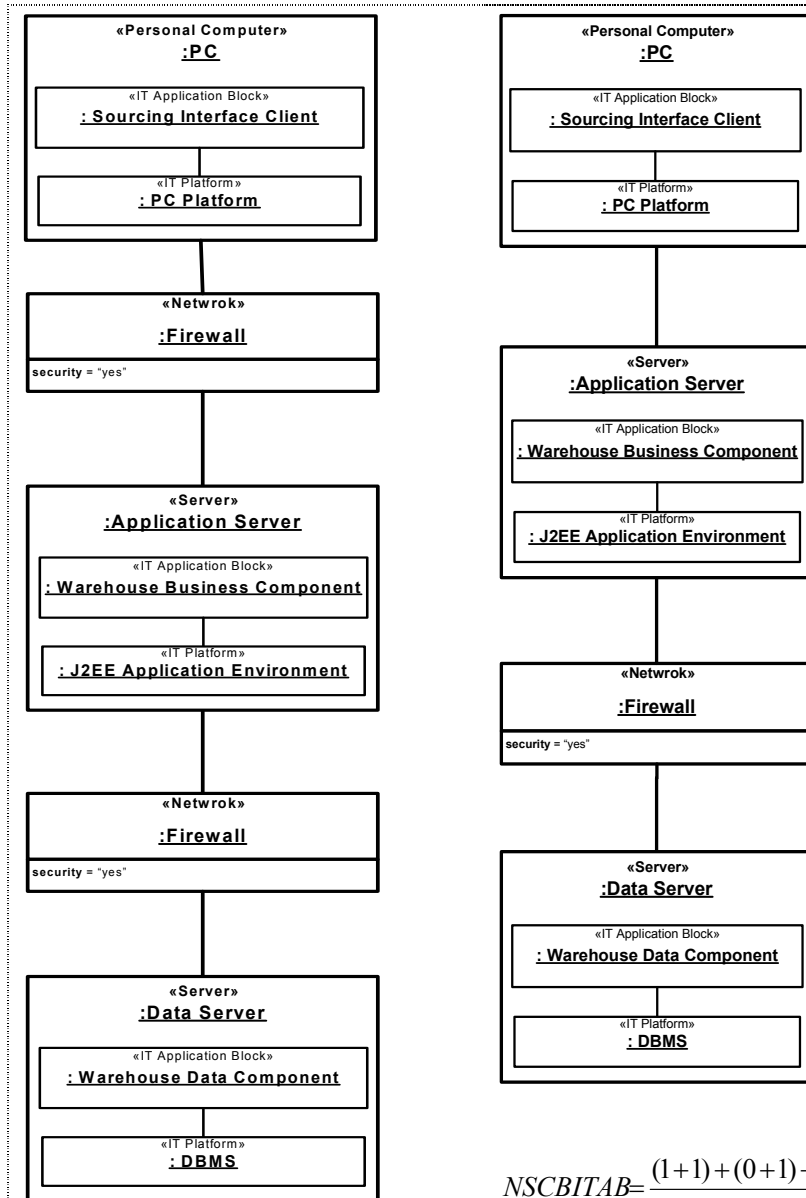 «Personal Computer»
:PC
«IT Application Block»
: Sourcing Interface Client
«IT Platform»
: PC Platform
«Netwrok»
:Firewall
security = "yes"
«Server»
:Application Server
«IT Application Block»
: Warehouse Business Component
«IT Platform»
: J2EE Application Environment
«Netwrok»
:Firewall
security = "yes"
«Server»
:Data Server
«IT Application Block»
: Warehouse Data Component
«IT Platform»
: DBMS
«Personal Computer»
:PC
«IT Application Block»
: Sourcing Interface Client
«IT Platform»
: PC Platform
«Server»
:Application Server
«IT Application Block»
: Warehouse Business Component
«IT Platform»
: J2EE Application Environment
«Netwrok»
:Firewall
security = "yes"
«Server»
:Data Server
«IT Application Block»
: Warehouse Data Component
«IT Platform»
: DBMS
NSCBITAB= (1+1)+(0+1)